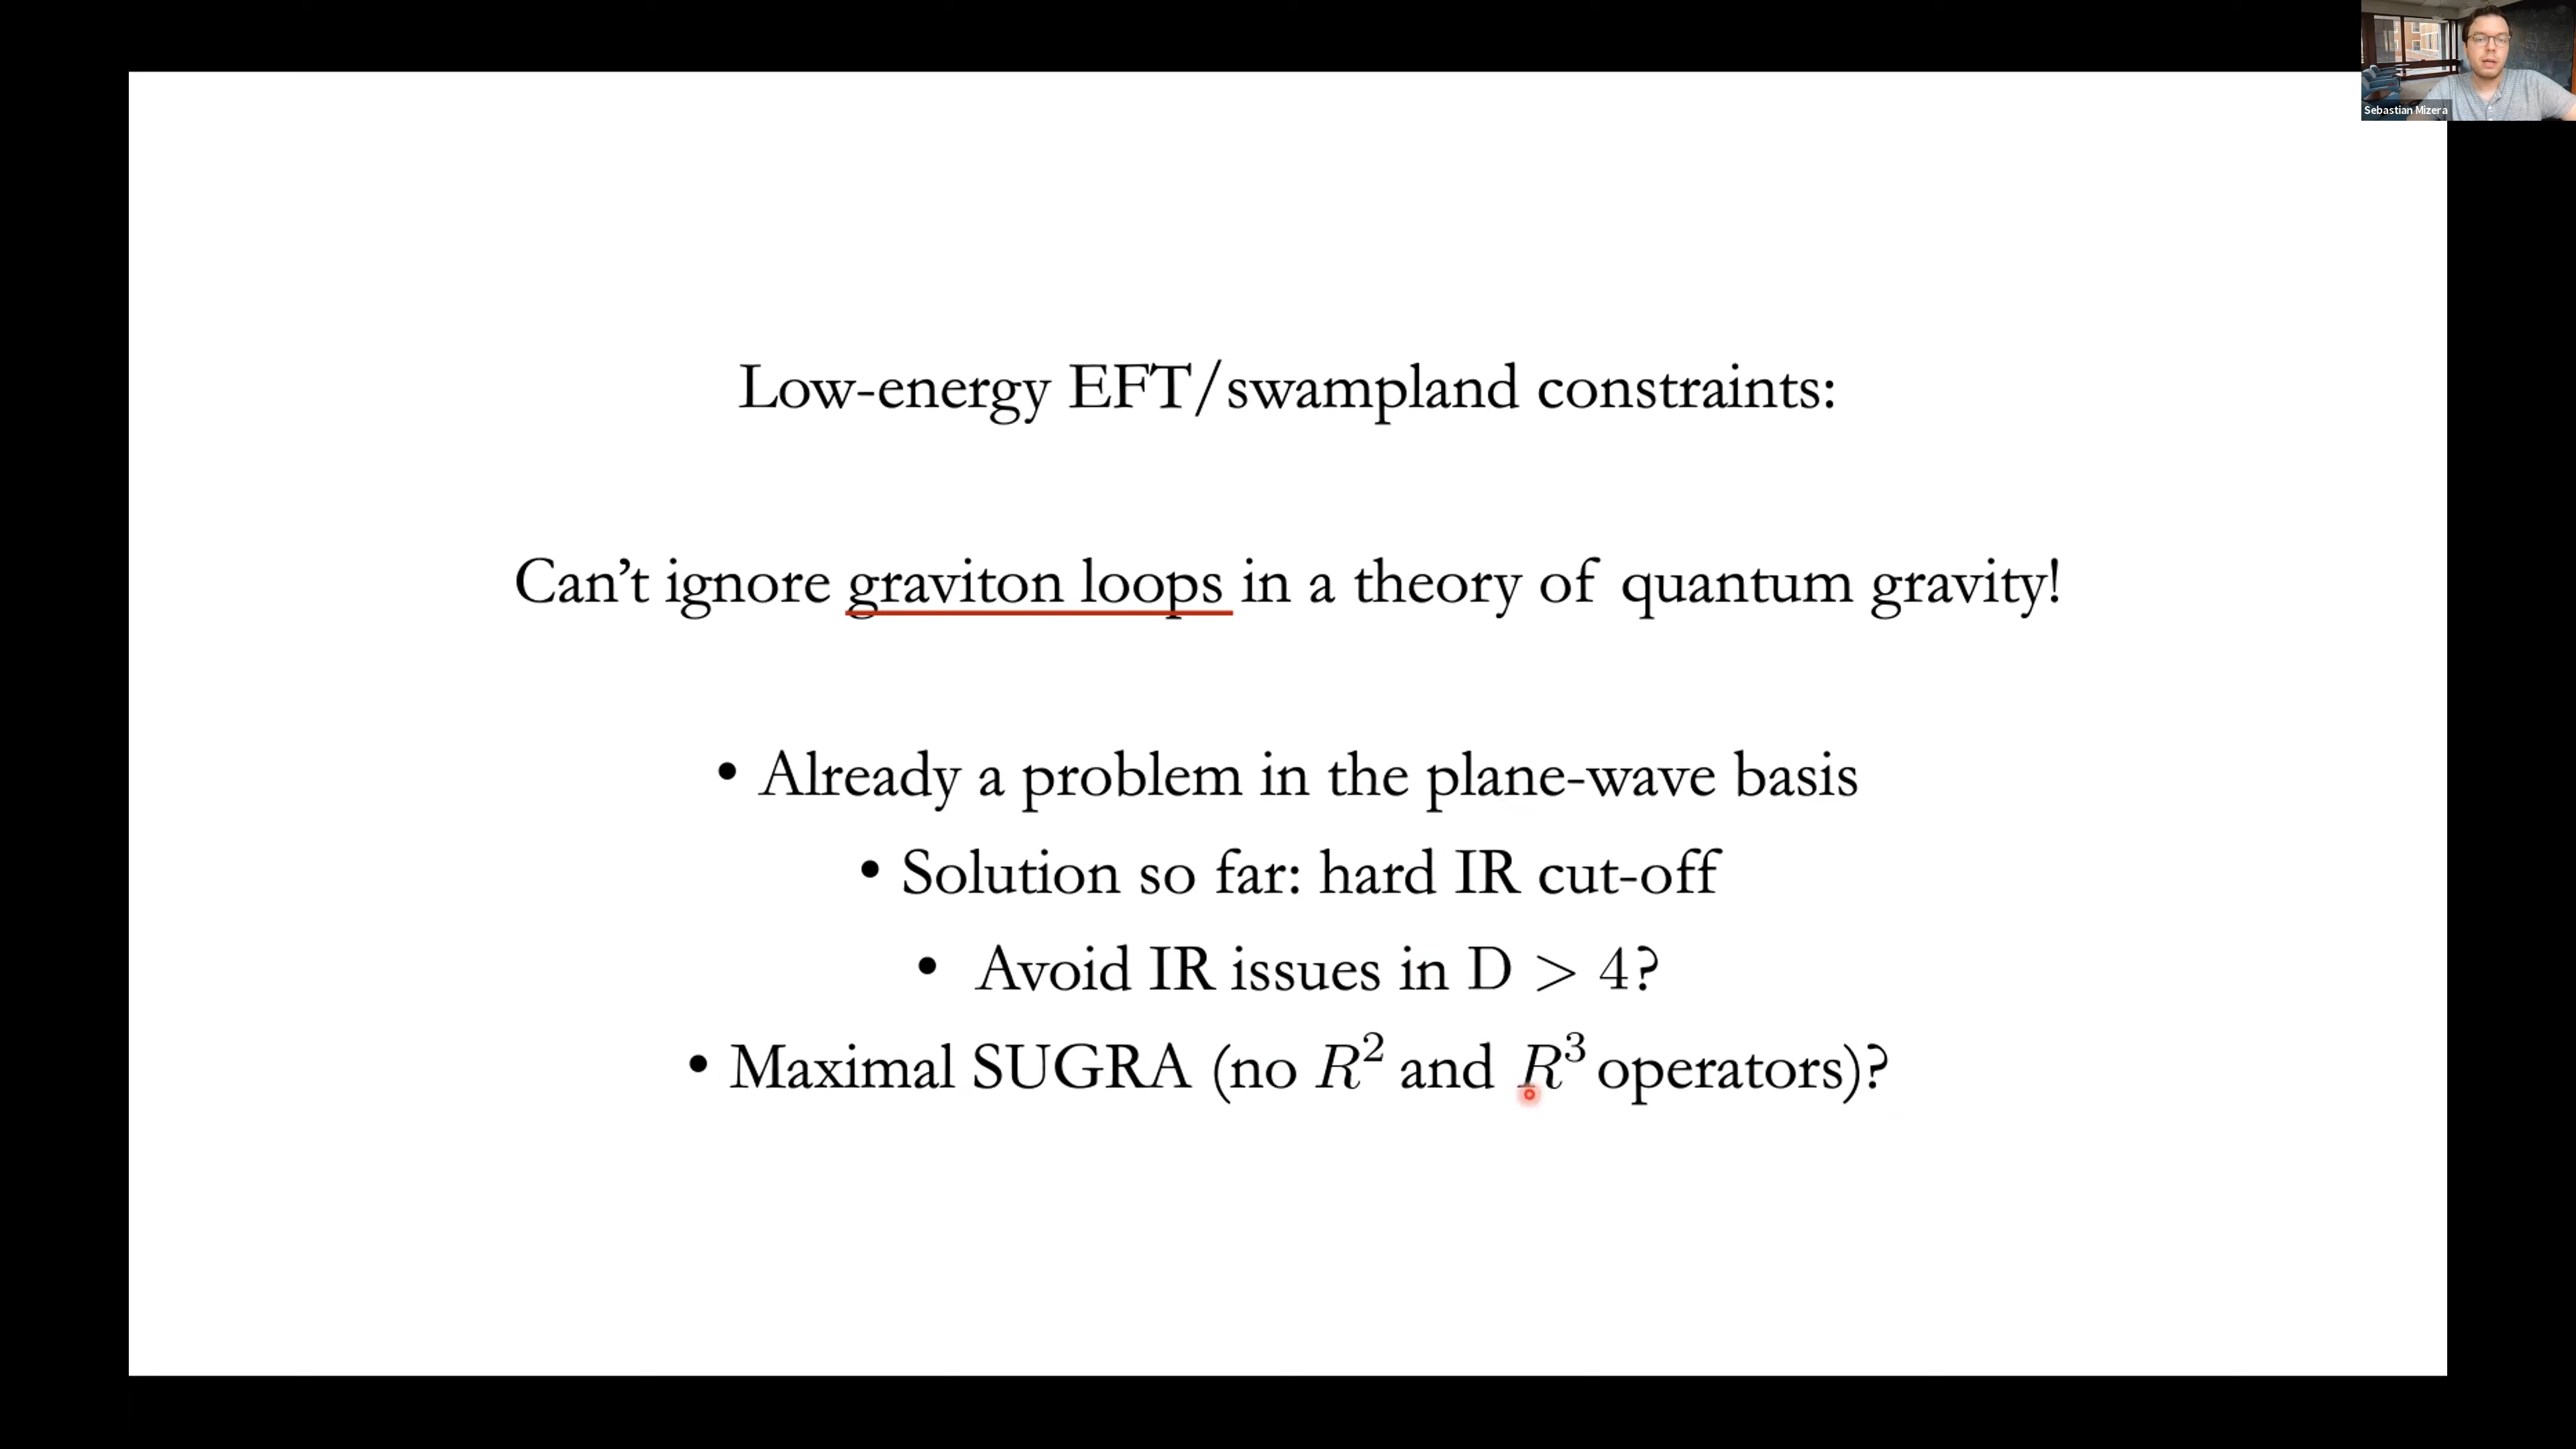 Sebastian Mizera
Low-energy EFT/swampland constraints:
Can't ignore graviton loops in a theory of quantum gravity!
• Already a problem in the plane-wave basis
• Solution so far: hard IR cut-off
• Avoid IR issues in D > 4?
• Maximal SUGRA (no R² and R³ operators)?